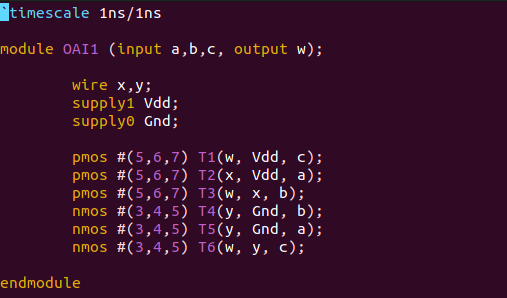 `timescale 1ns/1ns
module OAI1 (input a,b,c, output w);
wire x,y;
supply1 Vdd;
supply0 Gnd;
pmos #(5,6,7) T1(w, Vdd, c);
pmos #(5,6,7) T2(x, Vdd, a);
pmos #(5,6,7) T3(w, x, b);
nmos #(3,4,5) T4(y, Gnd, b);
nmos #(3,4,5) T5(y, Gnd, a);
nmos #(3,4,5) T6(w, y, c);
endmodule